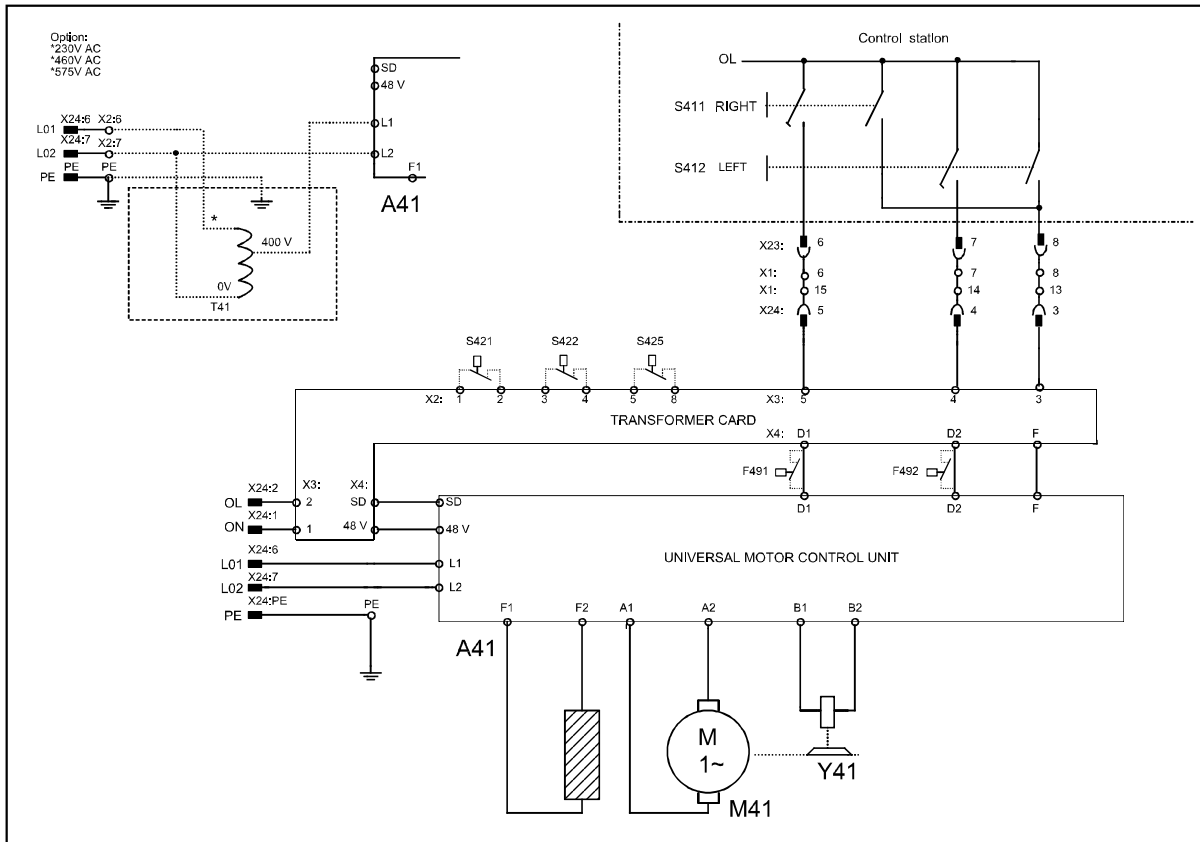 Option:
*230V AC
*460V AC
*575V AC
SD
48 V
X24:6 X2:6
L01
L1
X24:7 X2:7
L02
L2
PE PE
PE
F1
A41
*
400 V
0V
T41
Control station
OL
S411 RIGHT
S412 LEFT
X23: 6 7 8
X1: 6 7 8
X1: 15 14 13
X24: 5 4 3
S421 S422 S425
X2: 1 2 3 4 5 8 X3: 5 4 3
TRANSFORMER CARD
X4: D1 D2 F
F491 F492
X24:2 X3: X4:
OL 2 SD SD D1 D2 F
X24:1
ON 1 48 V 48 V
X24:6
L01 L1
UNIVERSAL MOTOR CONTROL UNIT
X24:7
L02 L2
X24:PE
PE PE
F1 F2 A1 A2 B1 B2
A41
M
1~
Y41
M41